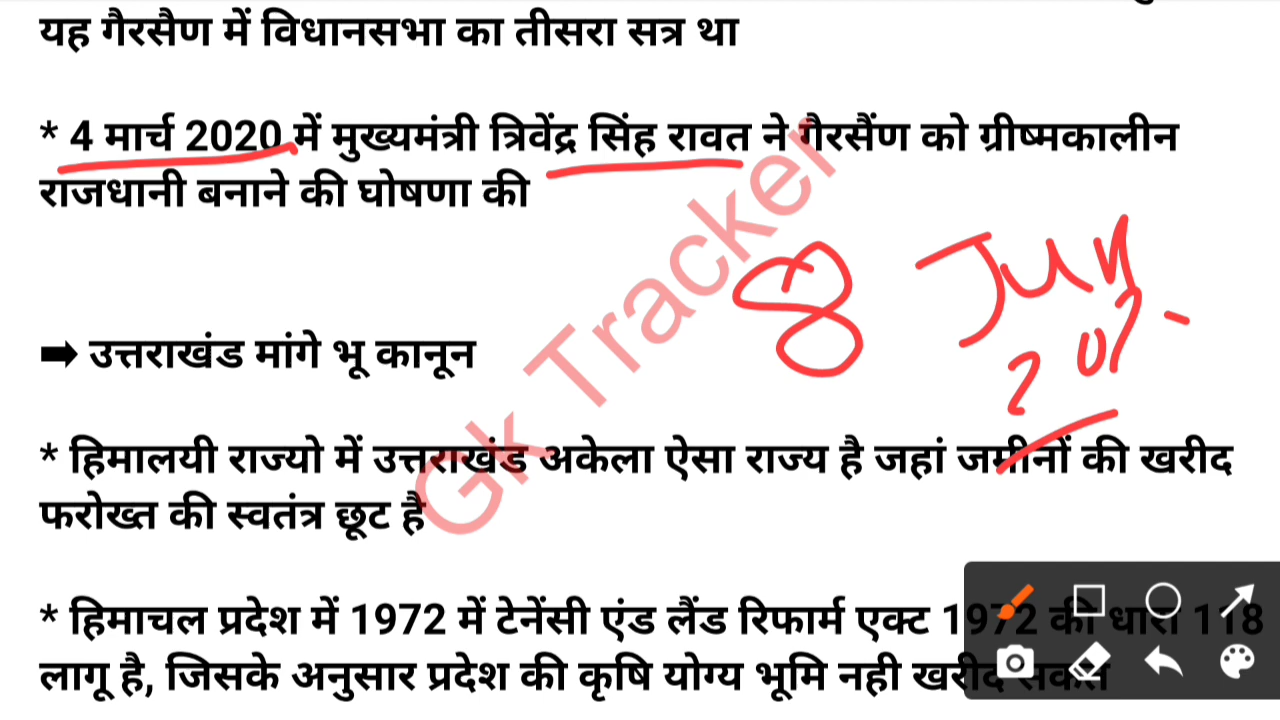 यह गैरसैण में विधानसभा का तीसरा सत्र था
* 4 मार्च 2020 में मुख्यमंत्री त्रिवेंद्र सिंह रावत ने गैरसैंण को ग्रीष्मकालीन
राजधानी बनाने की घोषणा की
8 Jun
➡ उत्तराखंड मांगे भू कानून
* हिमालयी राज्यो में उत्तराखंड अकेला ऐसा राज्य है जहां जमीनों की खरीद
फरोख्त की स्वतंत्र छूट है
Gk Tracker
* हिमाचल प्रदेश में 1972 में टेनेंसी एंड लैंड रिफार्म एक्ट 1972 की धारा 118
लागू है, जिसके अनुसार प्रदेश की कृषि योग्य भूमि नही खरीद सकते